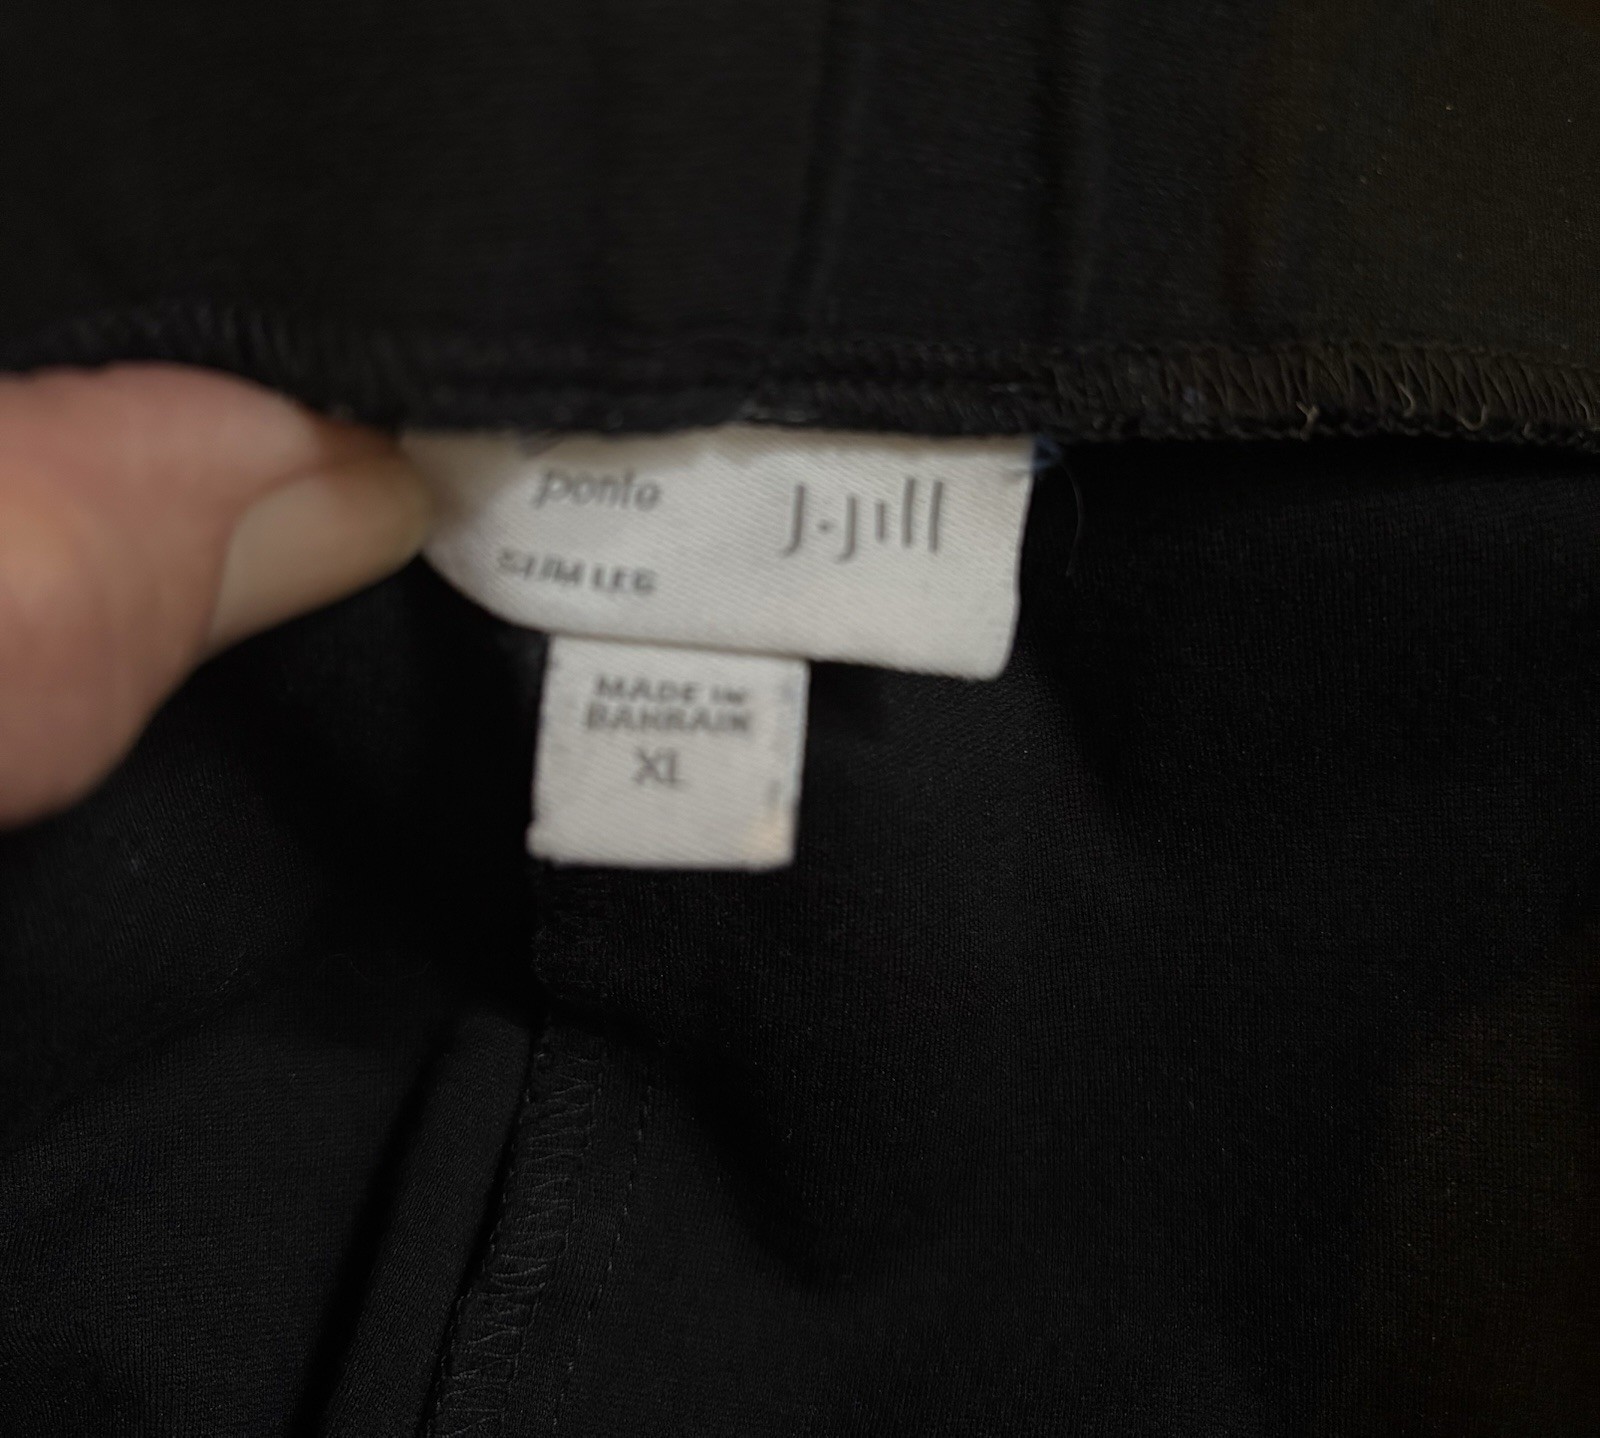 ponte
J.Jill
SLIM LEG
MADE IN
BAHRAIN
XL